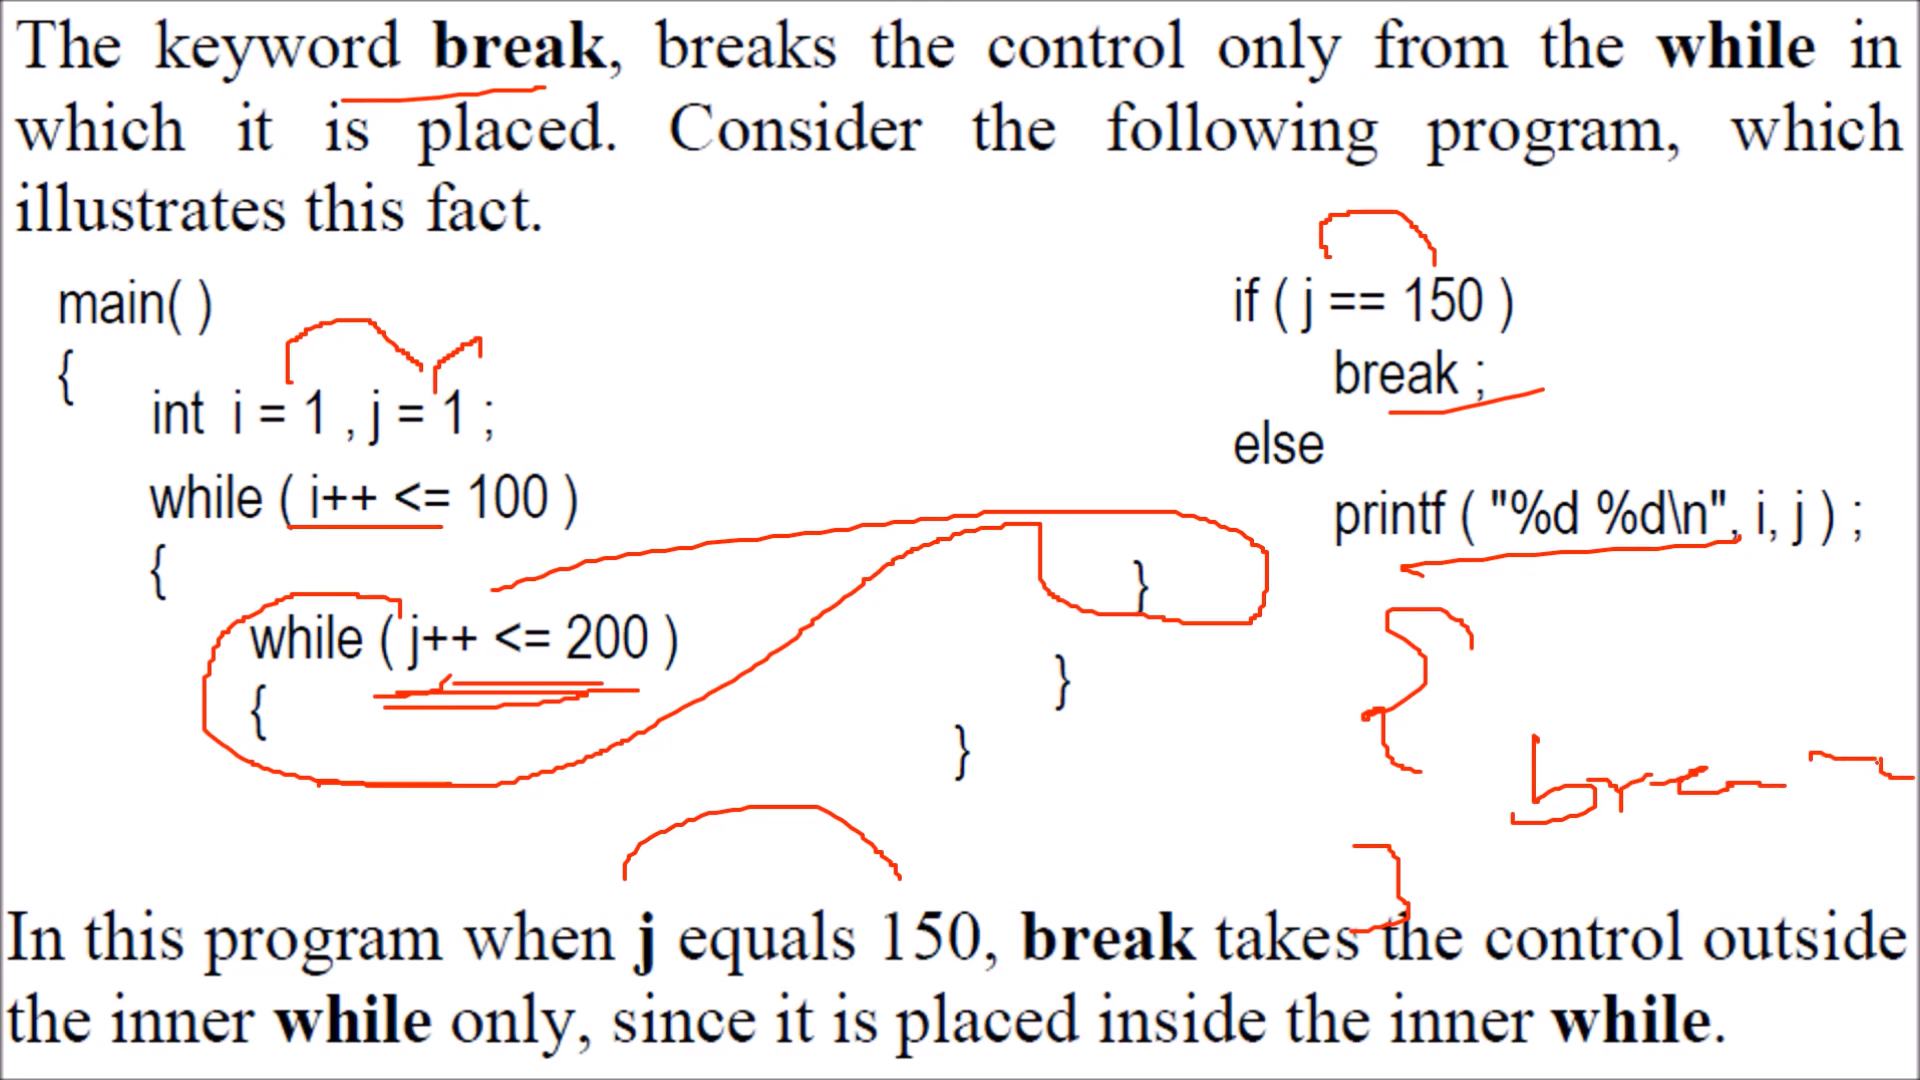 The keyword break, breaks the control only from the while in
which it is placed. Consider the following program, which
illustrates this fact.
main( )
{
int i = 1 , j = 1 ;
while ( i++ <= 100 )
{
while ( j++ <= 200 )
{
if ( j == 150 )
break ;
else
printf ( "%d %d\n", i, j ) ;
}
}
}
In this program when j equals 150, break takes the control outside
the inner while only, since it is placed inside the inner while.